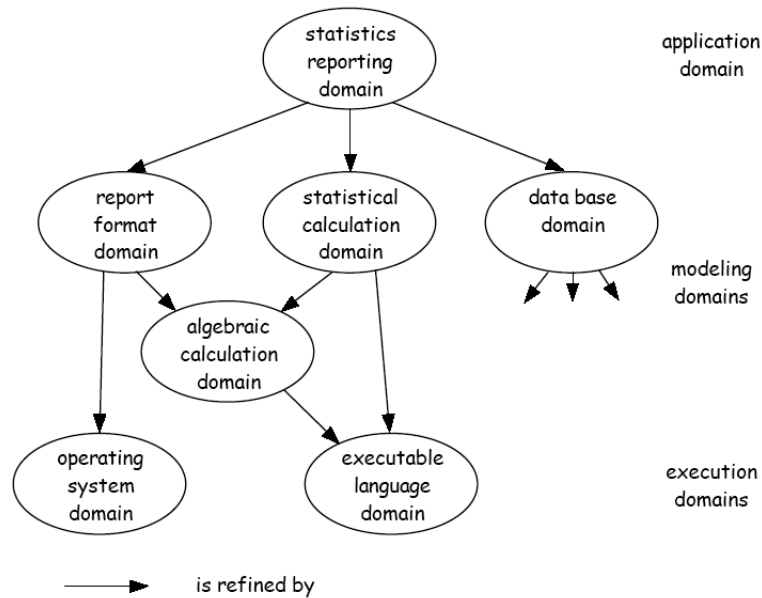 statistics
reporting
domain
application
domain
report
format
domain
statistical
calculation
domain
data base
domain
modeling
domains
algebraic
calculation
domain
operating
system
domain
executable
language
domain
execution
domains
is refined by